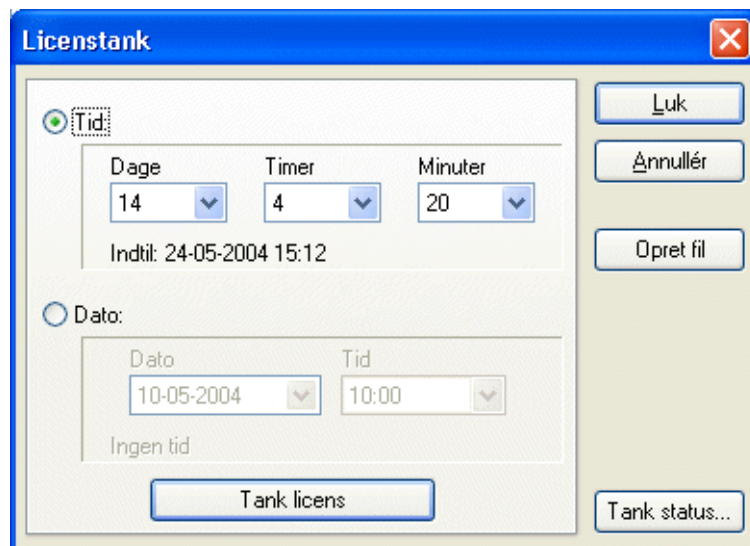 Licenstank
Tid:
Dage Timer Minuter
14 4 20
Indtil: 24-05-2004 15:12
Dato:
Dato Tid
10-05-2004 10:00
Ingen tid
Tank licens
Luk
Annullér
Opret fil
Tank status...